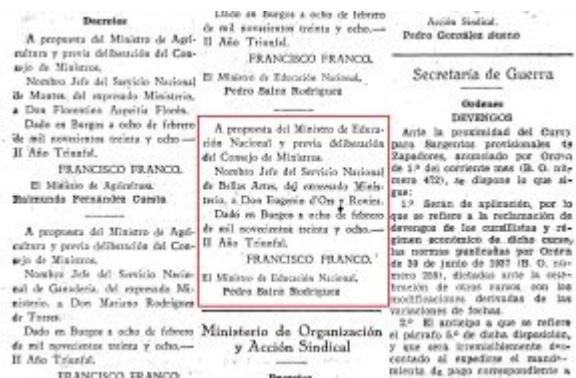 Decretos
A propuesta del Ministro de Agri-
cultura y previa deliberación del Con-
sejo de Ministros,
Nombro Jefe del Servicio Nacional
de Montes, del expresado Ministerio,
a Don Florentino Azpeitia Florén.
Dado en Burgos a ocho de febrero
de mil novecientos treinta y ocho.—
II Año Triunfal.
FRANCISCO FRANCO.
El Ministro de Agricultura,
Raimundo Fernández Cuesta
A propuesta del Ministro de Agri-
cultura y previa deliberación del Con-
sejo de Ministros,
Nombro Jefe del Servicio Nacio-
nal de Ganadería, del expresado Mi-
nisterio, a Don Mariano Rodríguez
de Torres.
Dado en Burgos a ocho de febrero
de mil novecientos treinta y ocho.—
II Año Triunfal.
FRANCISCO FRANCO.
Dado en Burgos a ocho de febrero
de mil novecientos treinta y ocho.—
II Año Triunfal.
FRANCISCO FRANCO.
El Ministro de Educación Nacional,
Pedro Sainz Rodríguez
A propuesta del Ministro de Educa-
ción Nacional y previa deliberación
del Consejo de Ministros,
Nombro Jefe del Servicio Nacional
de Bellas Artes, del expresado Minis-
terio, a Don Eugenio d'Ors y Rovira.
Dado en Burgos a ocho de febrero
de mil novecientos treinta y ocho.—
II Año Triunfal.
FRANCISCO FRANCO.
El Ministro de Educación Nacional,
Pedro Sainz Rodríguez
Ministerio de Organización
y Acción Sindical
Decretos
Acción Sindical,
Pedro González Bueno
Secretaría de Guerra
Ordenes
DEVENGOS
Ante la proximidad del Curso
para Sargentos provisionales de
Zapadores, anunciado por Orden
de 1.º del corriente mes (B. O. nú-
mero 472), se dispone lo que si-
gue:
1.º Serán de aplicación, por lo
que se refiere a la reclamación de
devengos de los cursillistas y ré-
gimen económico de dicho curso,
las normas publicadas por Orden
de 30 de junio de 1937 (B. O. nú-
mero 258), dictadas ante la cele-
bración de otros cursos con las
modificaciones derivadas de las
variaciones de fechas.
2.º El anticipo a que se refiere
el párrafo 5.º de dicha disposición,
y que será irremisiblemente des-
contado al expedirse el manda-
miento de pago correspondiente a